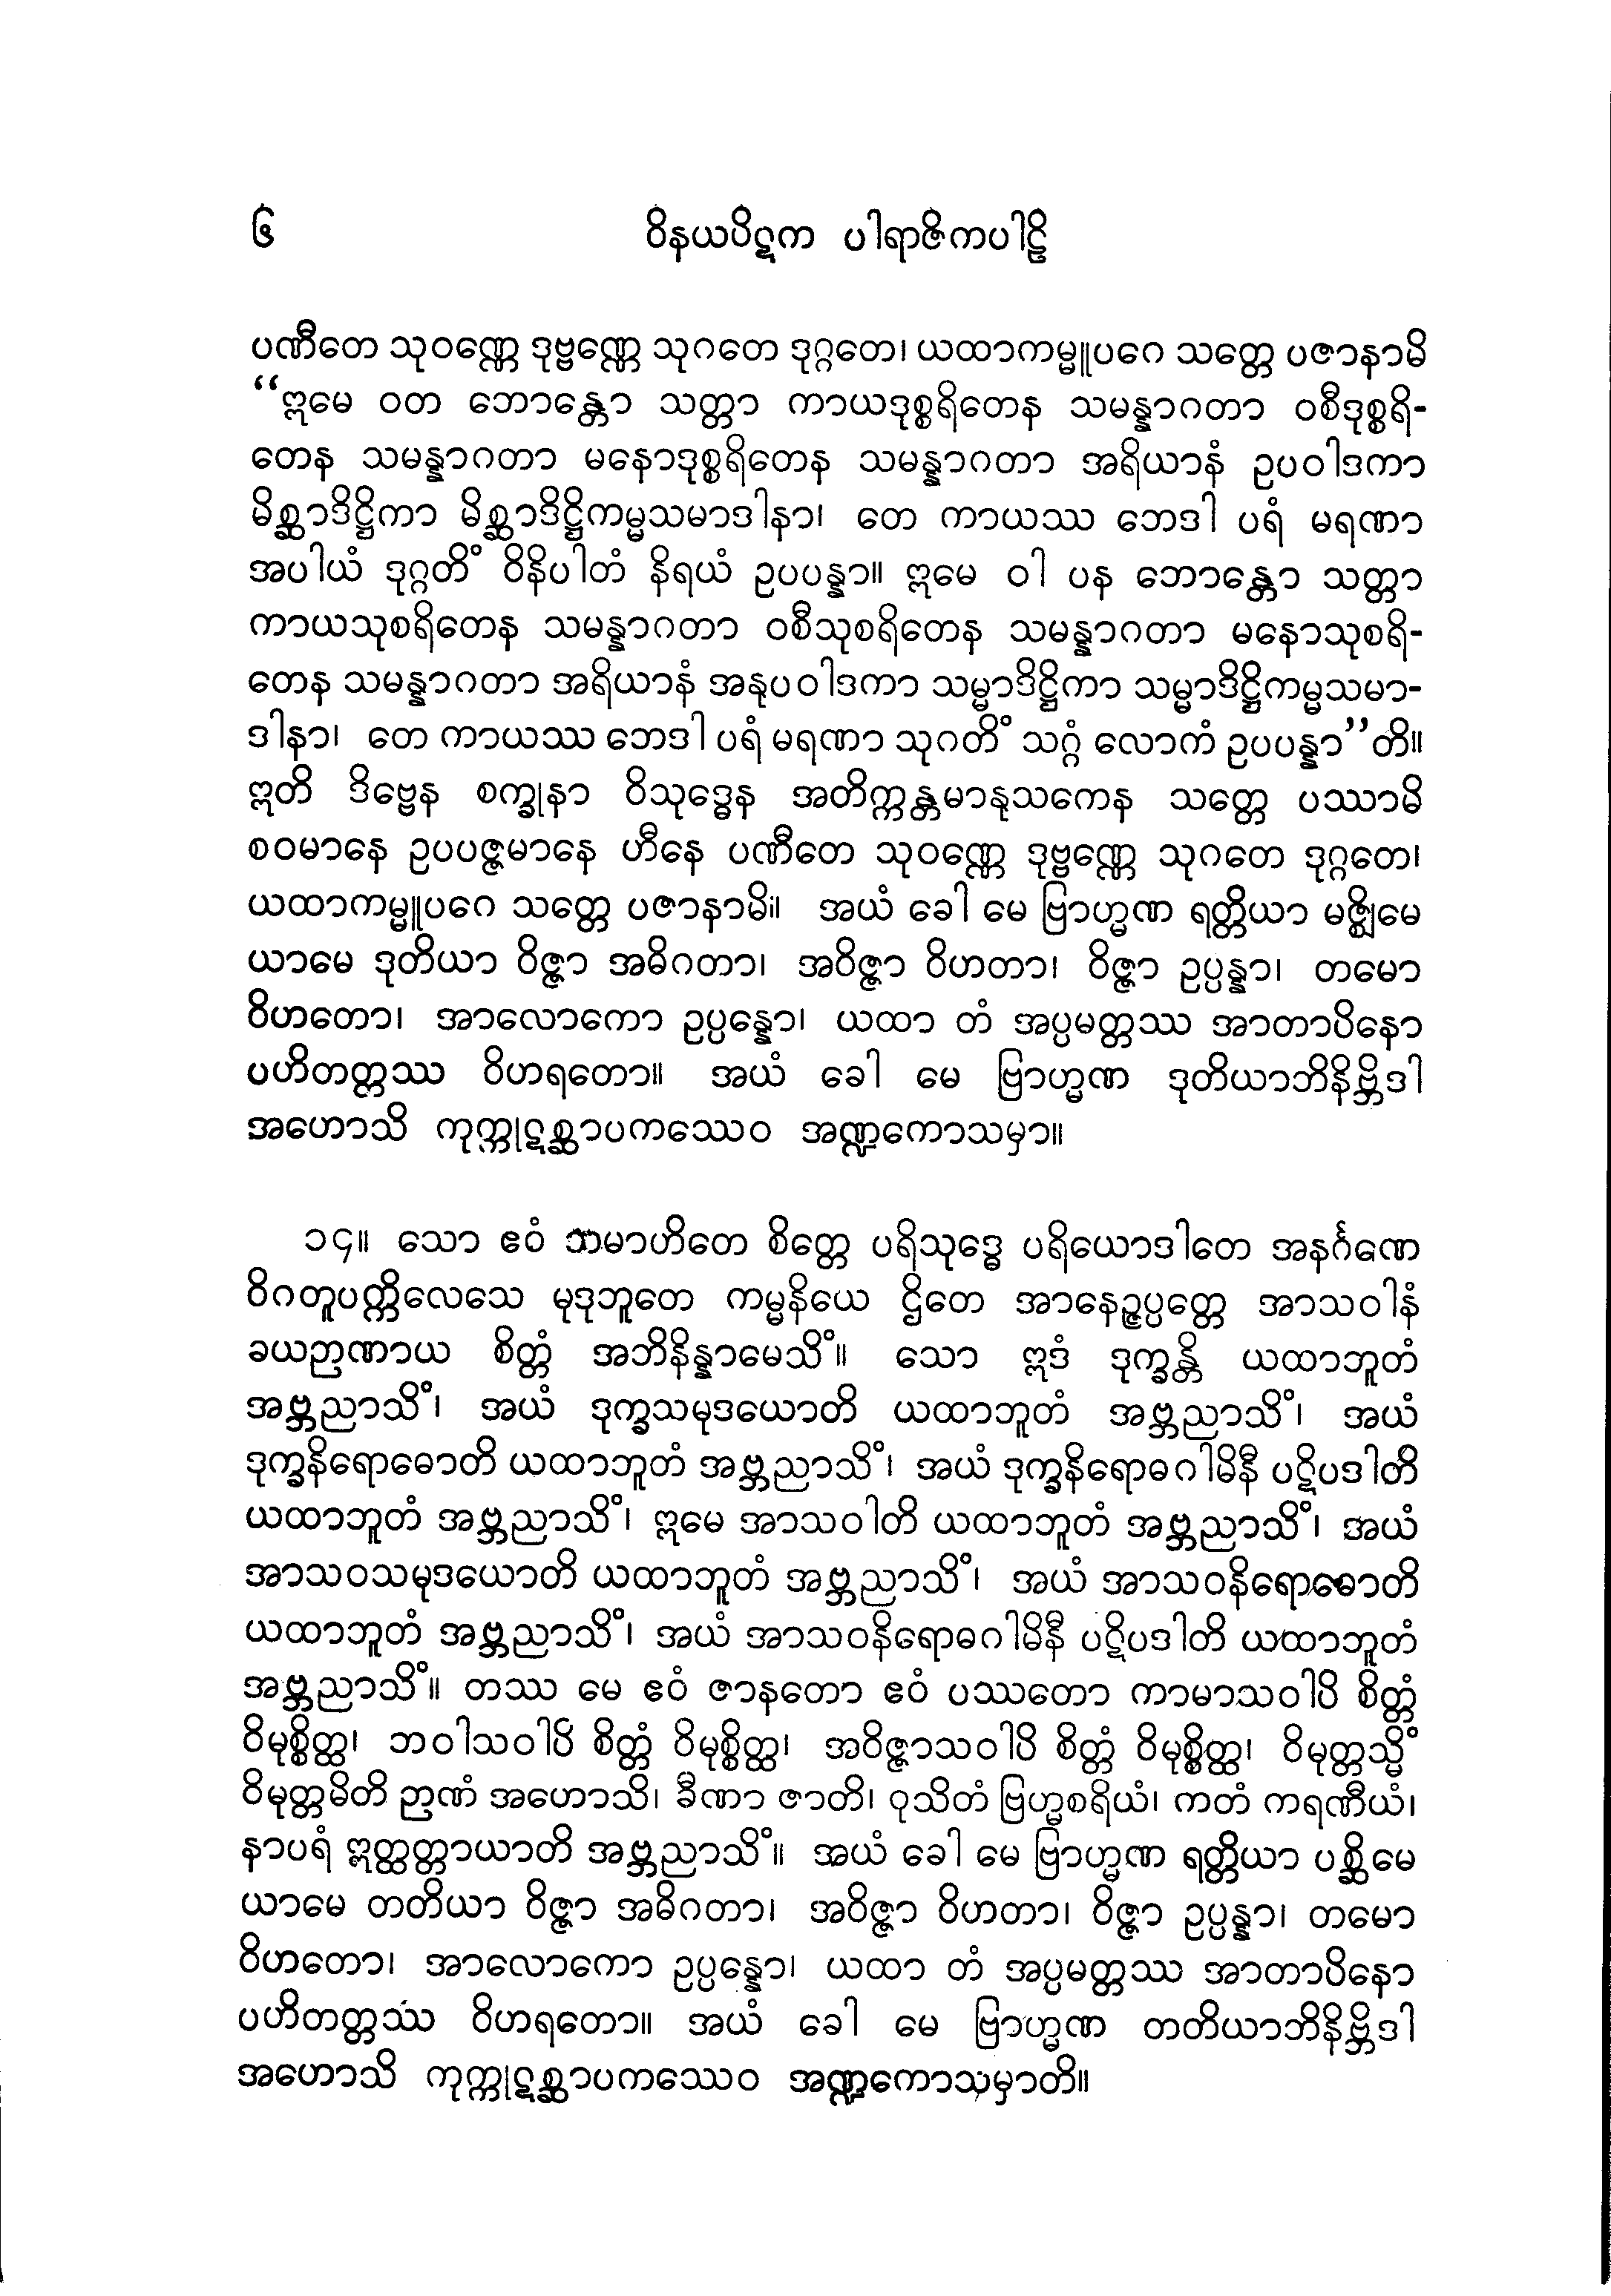 ၆ ဝိနယပိဋက ပါရာဇိကပါဠိ
ပဏီတေ သုဝဏ္ဏေ ဒုဗ္ဗဏ္ဏေ သုဂတေ ဒုဂ္ဂတေ၊ ယထာကမ္မူပဂေ သတ္တေ ပဇာနာမိ
“ဣမေ ဝတ ဘောန္တော သတ္တာ ကာယဒုစ္စရိတေန သမန္နာဂတာ ဝစီဒုစ္စရိ-
တေန သမန္နာဂတာ မနောဒုစ္စရိတေန သမန္နာဂတာ အရိယာနံ ဥပဝါဒကာ
မိစ္ဆာဒိဋ္ဌိကာ မိစ္ဆာဒိဋ္ဌိကမ္မသမာဒါနာ၊ တေ ကာယဿ ဘေဒါ ပရံ မရဏာ
အပါယံ ဒုဂ္ဂတိံ ဝိနိပါတံ နိရယံ ဥပပန္နာ။ ဣမေ ဝါ ပန ဘောန္တော သတ္တာ
ကာယသုစရိတေန သမန္နာဂတာ ဝစီသုစရိတေန သမန္နာဂတာ မနောသုစရိ-
တေန သမန္နာဂတာ အရိယာနံ အနုပဝါဒကာ သမ္မာဒိဋ္ဌိကာ သမ္မာဒိဋ္ဌိကမ္မသမာ-
ဒါနာ၊ တေ ကာယဿ ဘေဒါ ပရံ မရဏာ သုဂတိံ သဂ္ဂံ လောကံ ဥပပန္နာ”တိ။
ဣတိ ဒိဗ္ဗေန စက္ခုနာ ဝိသုဒ္ဓေန အတိက္ကန္တမာနုသကေန သတ္တေ ပဿာမိ
စဝမာနေ ဥပပဇ္ဇမာနေ ဟီနေ ပဏီတေ သုဝဏ္ဏေ ဒုဗ္ဗဏ္ဏေ သုဂတေ ဒုဂ္ဂတေ၊
ယထာကမ္မူပဂေ သတ္တေ ပဇာနာမိ။ အယံ ခေါ မေ ဗြာဟ္မဏ ရတ္တိယာ မဇ္ဈိမေ
ယာမေ ဒုတိယာ ဝိဇ္ဇာ အဓိဂတာ၊ အဝိဇ္ဇာ ဝိဟတာ၊ ဝိဇ္ဇာ ဥပ္ပန္နာ၊ တမော
ဝိဟတော၊ အာလောကော ဥပ္ပန္နော၊ ယထာ တံ အပ္ပမတ္တဿ အာတာပိနော
ပဟိတတ္တဿ ဝိဟရတော။ အယံ ခေါ မေ ဗြာဟ္မဏ ဒုတိယာဘိနိဗ္ဘိဒါ
အဟောသိ ကုက္ကုဋစ္ဆာပကဿေဝ အဏ္ဍကောသမှာ။
၁၄။ သော ဧဝံ သမာဟိတေ စိတ္တေ ပရိသုဒ္ဓေ ပရိယောဒါတေ အနင်္ဂဏေ
ဝိဂတူပက္ကိလေသေ မုဒုဘူတေ ကမ္မနိယေ ဌိတေ အာနေဉ္ဇပ္ပတ္တေ အာသဝါနံ
ခယဉာဏာယ စိတ္တံ အဘိနိန္နာမေသိံ။ သော ဣဒံ ဒုက္ခန္တိ ယထာဘူတံ
အဗ္ဘညာသိံ၊ အယံ ဒုက္ခသမုဒယောတိ ယထာဘူတံ အဗ္ဘညာသိံ၊ အယံ
ဒုက္ခနိရောဓောတိ ယထာဘူတံ အဗ္ဘညာသိံ၊ အယံ ဒုက္ခနိရောဓဂါမိနီ ပဋိပဒါတိ
ယထာဘူတံ အဗ္ဘညာသိံ၊ ဣမေ အာသဝါတိ ယထာဘူတံ အဗ္ဘညာသိံ၊ အယံ
အာသဝသမုဒယောတိ ယထာဘူတံ အဗ္ဘညာသိံ၊ အယံ အာသဝနိရောဓောတိ
ယထာဘူတံ အဗ္ဘညာသိံ၊ အယံ အာသဝနိရောဓဂါမိနီ ပဋိပဒါတိ ယထာဘူတံ
အဗ္ဘညာသိံ။ တဿ မေ ဧဝံ ဇာနတော ဧဝံ ပဿတော ကာမာသဝါပိ စိတ္တံ
ဝိမုစ္စိတ္ထ၊ ဘဝါသဝါပိ စိတ္တံ ဝိမုစ္စိတ္ထ၊ အဝိဇ္ဇာသဝါပိ စိတ္တံ ဝိမုစ္စိတ္ထ၊ ဝိမုတ္တသ္မိံ
ဝိမုတ္တမိတိ ဉာဏံ အဟောသိ၊ ခီဏာ ဇာတိ၊ ဝုသိတံ ဗြဟ္မစရိယံ၊ ကတံ ကရဏီယံ၊
နာပရံ ဣတ္ထတ္တာယာတိ အဗ္ဘညာသိံ။ အယံ ခေါ မေ ဗြာဟ္မဏ ရတ္တိယာ ပစ္ဆိမေ
ယာမေ တတိယာ ဝိဇ္ဇာ အဓိဂတာ၊ အဝိဇ္ဇာ ဝိဟတာ၊ ဝိဇ္ဇာ ဥပ္ပန္နာ၊ တမော
ဝိဟတော၊ အာလောကော ဥပ္ပန္နော၊ ယထာ တံ အပ္ပမတ္တဿ အာတာပိနော
ပဟိတတ္တဿ ဝိဟရတော။ အယံ ခေါ မေ ဗြာဟ္မဏ တတိယာဘိနိဗ္ဘိဒါ
အဟောသိ ကုက္ကုဋစ္ဆာပကဿေဝ အဏ္ဍကောသမှာတိ။